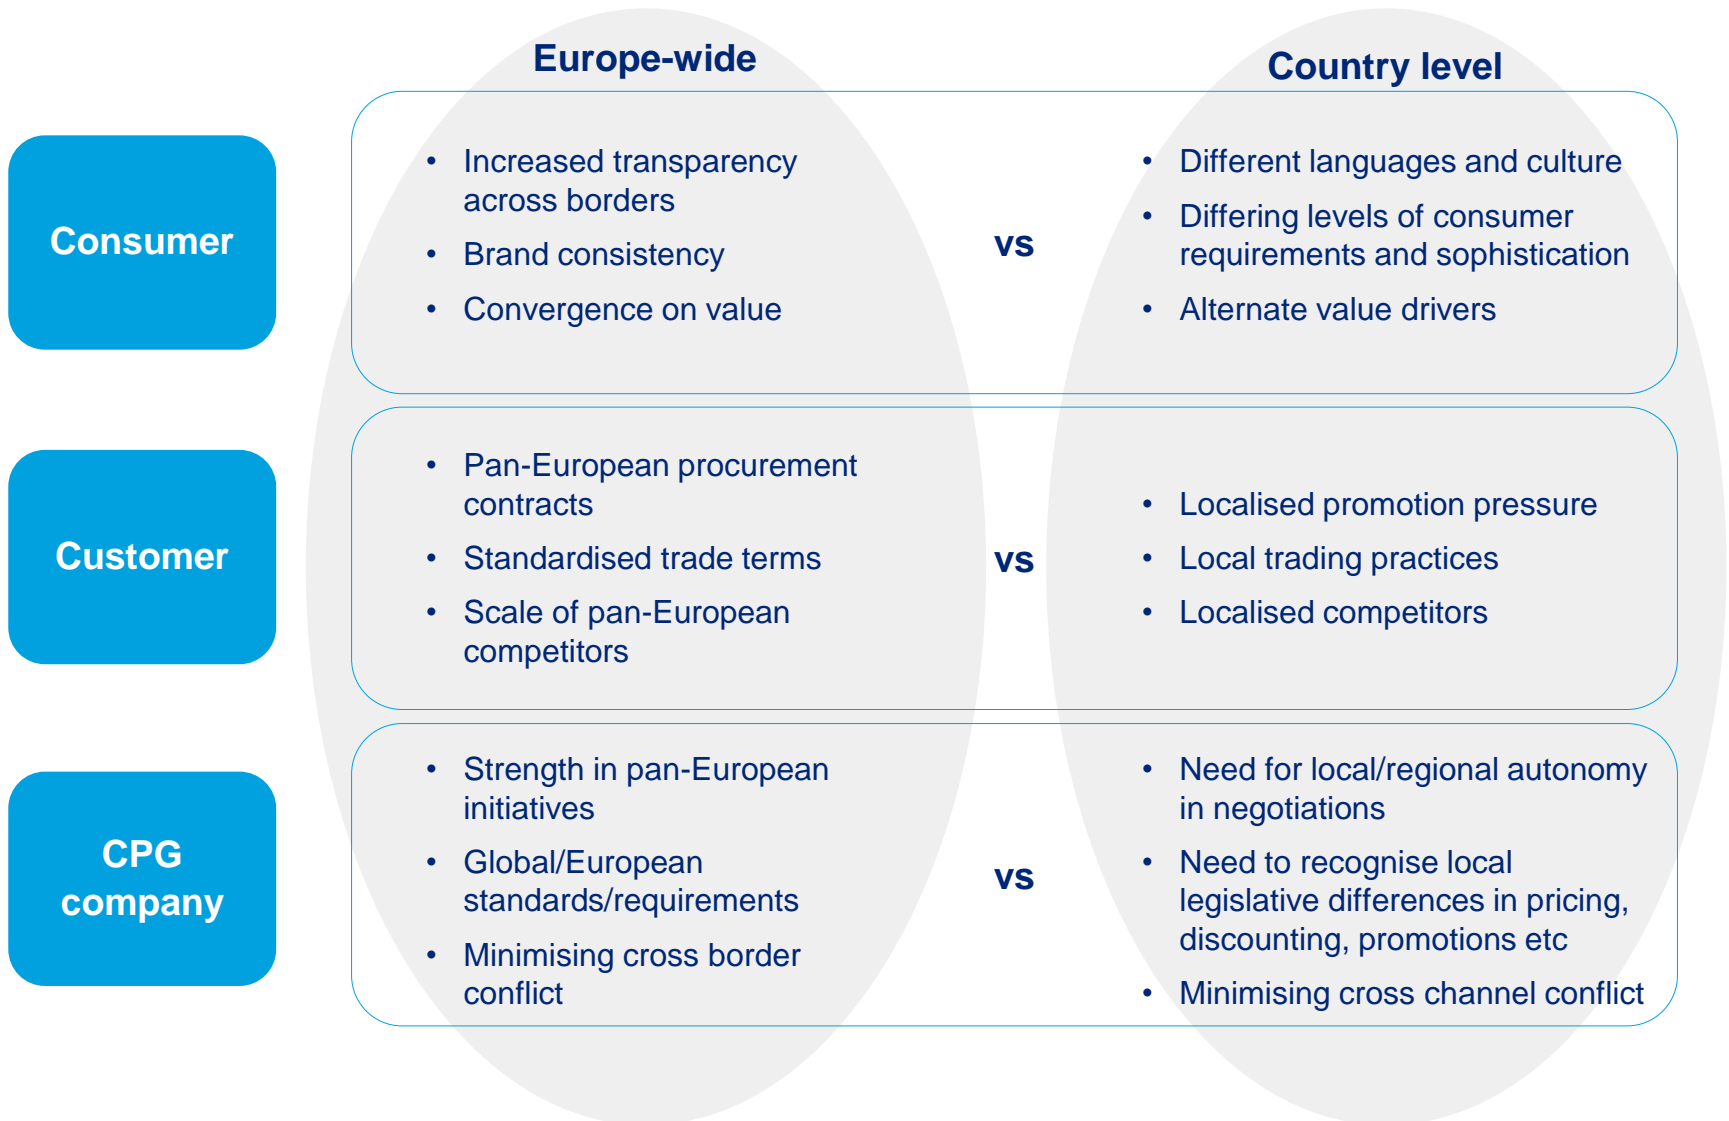 Europe-wide
Country level
Consumer
• Increased transparency
across borders
• Brand consistency
• Convergence on value
vs
• Different languages and culture
• Differing levels of consumer
requirements and sophistication
• Alternate value drivers
Customer
• Pan-European procurement
contracts
• Standardised trade terms
• Scale of pan-European
competitors
vs
• Localised promotion pressure
• Local trading practices
• Localised competitors
CPG
company
• Strength in pan-European
initiatives
• Global/European
standards/requirements
• Minimising cross border
conflict
vs
• Need for local/regional autonomy
in negotiations
• Need to recognise local
legislative differences in pricing,
discounting, promotions etc
• Minimising cross channel conflict